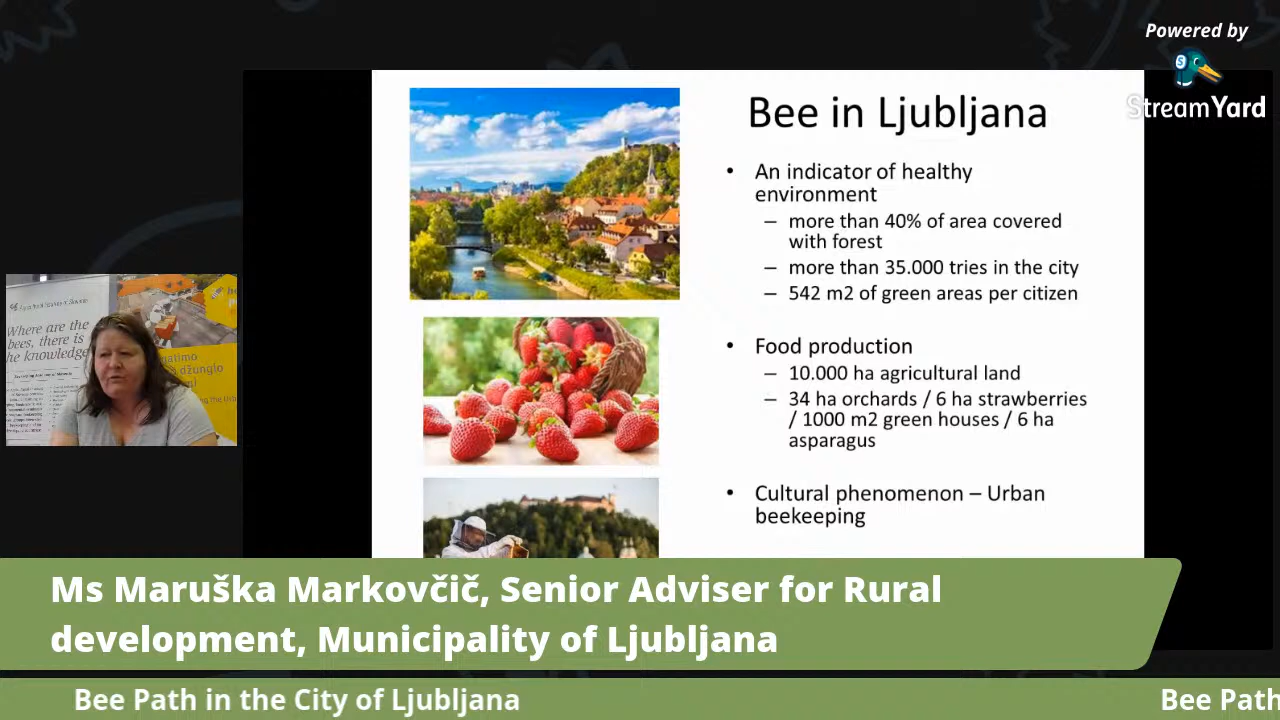 Powered by
StreamYard
Bee in Ljubljana
• An indicator of healthy
environment
– more than 40% of area covered
with forest
– more than 35.000 tries in the city
– 542 m2 of green areas per citizen
• Food production
– 10.000 ha agricultural land
– 34 ha orchards / 6 ha strawberries
/ 1000 m2 green houses / 6 ha
asparagus
• Cultural phenomenon – Urban
beekeeping
Where are the
bees, there is
he knowledge
Ms Maruška Markovčič, Senior Adviser for Rural
development, Municipality of Ljubljana
Bee Path in the City of Ljubljana
Bee Path